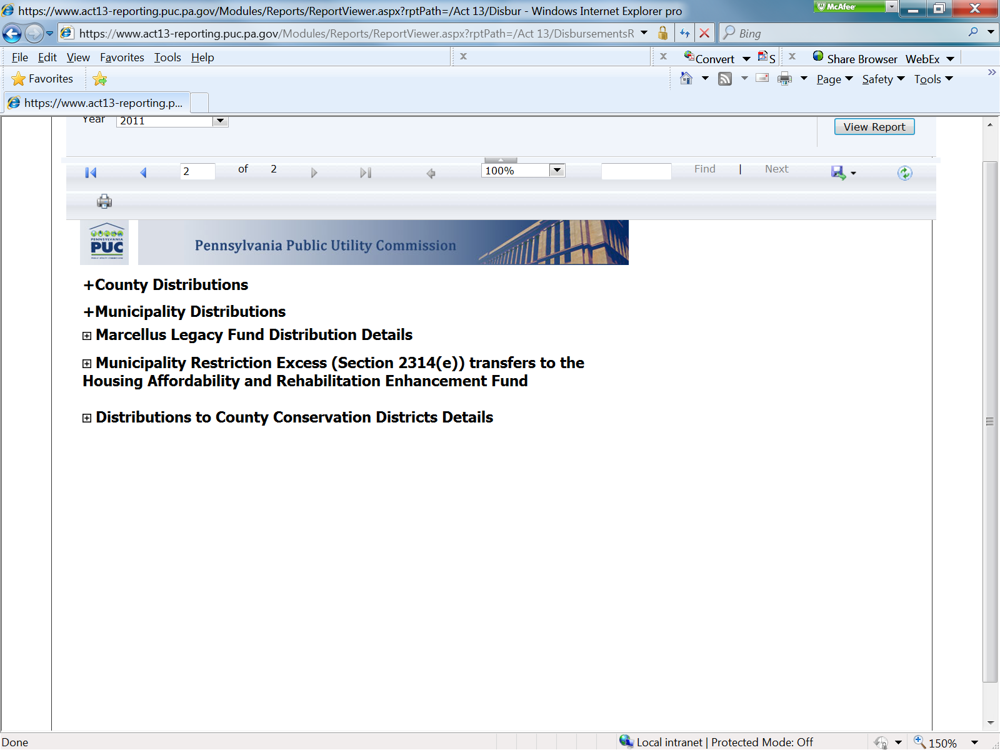 https://www.act13-reporting.puc.pa.gov/Modules/Reports/ReportViewer.aspx?rptPath=/Act 13/Disbur - Windows Internet Explorer pro
McAfee
https://www.act13-reporting.puc.pa.gov/Modules/Reports/ReportViewer.aspx?rptPath=/Act 13/DisbursementsR
Bing
File Edit View Favorites Tools Help
x x Convert S x Share Browser WebEx
Favorites
Page Safety Tools
https://www.act13-reporting.p...
Year 2011
View Report
2 of 2 100% Find | Next
PENNSYLVANIA
PUC
Pennsylvania Public Utility Commission
+County Distributions
+Municipality Distributions
Marcellus Legacy Fund Distribution Details
Municipality Restriction Excess (Section 2314(e)) transfers to the
Housing Affordability and Rehabilitation Enhancement Fund
Distributions to County Conservation Districts Details
Done
Local intranet | Protected Mode: Off
150%